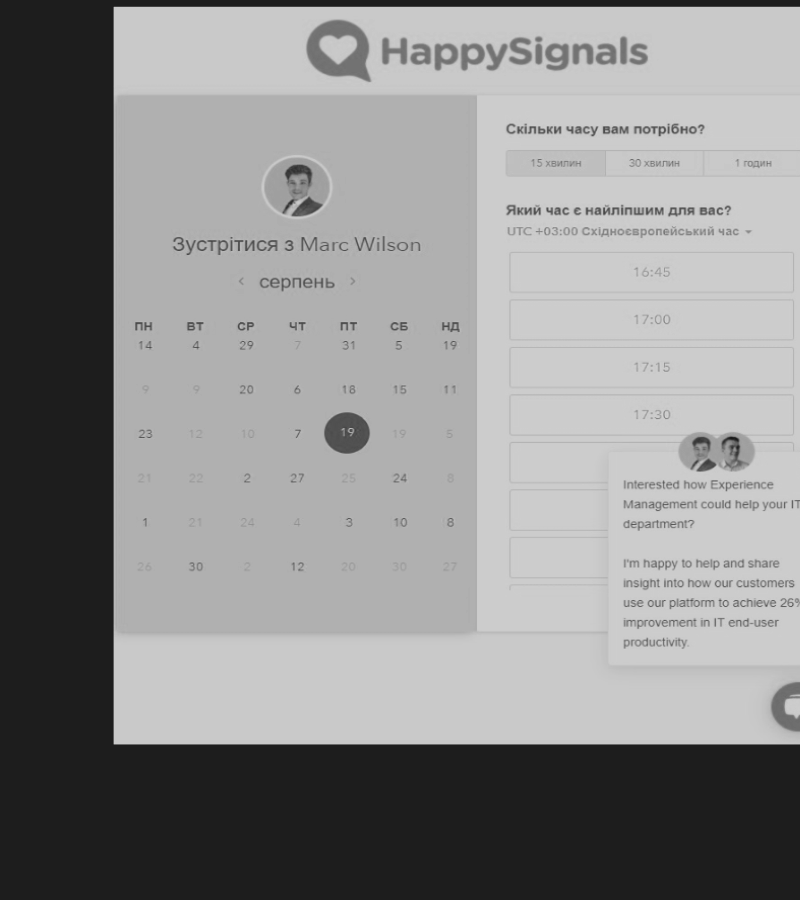 HappySignals
Зустрітися з Marc Wilson
серпень
ПН ВТ СР ЧТ ПТ СБ НД
14 4 29 7 31 5 19
9 9 20 6 18 15 11
23 12 10 7 19 19 5
21 22 2 27 25 24 8
1 21 24 4 3 10 8
26 30 2 12 20 30 27
Скільки часу вам потрібно?
15 хвилин 30 хвилин 1 годин
Який час є найліпшим для вас?
UTC +03:00 Східноєвропейський час
16:45
17:00
17:15
17:30
Interested how Experience
Management could help your IT
department?
I'm happy to help and share
insight into how our customers
use our platform to achieve 26%
improvement in IT end-user
productivity.